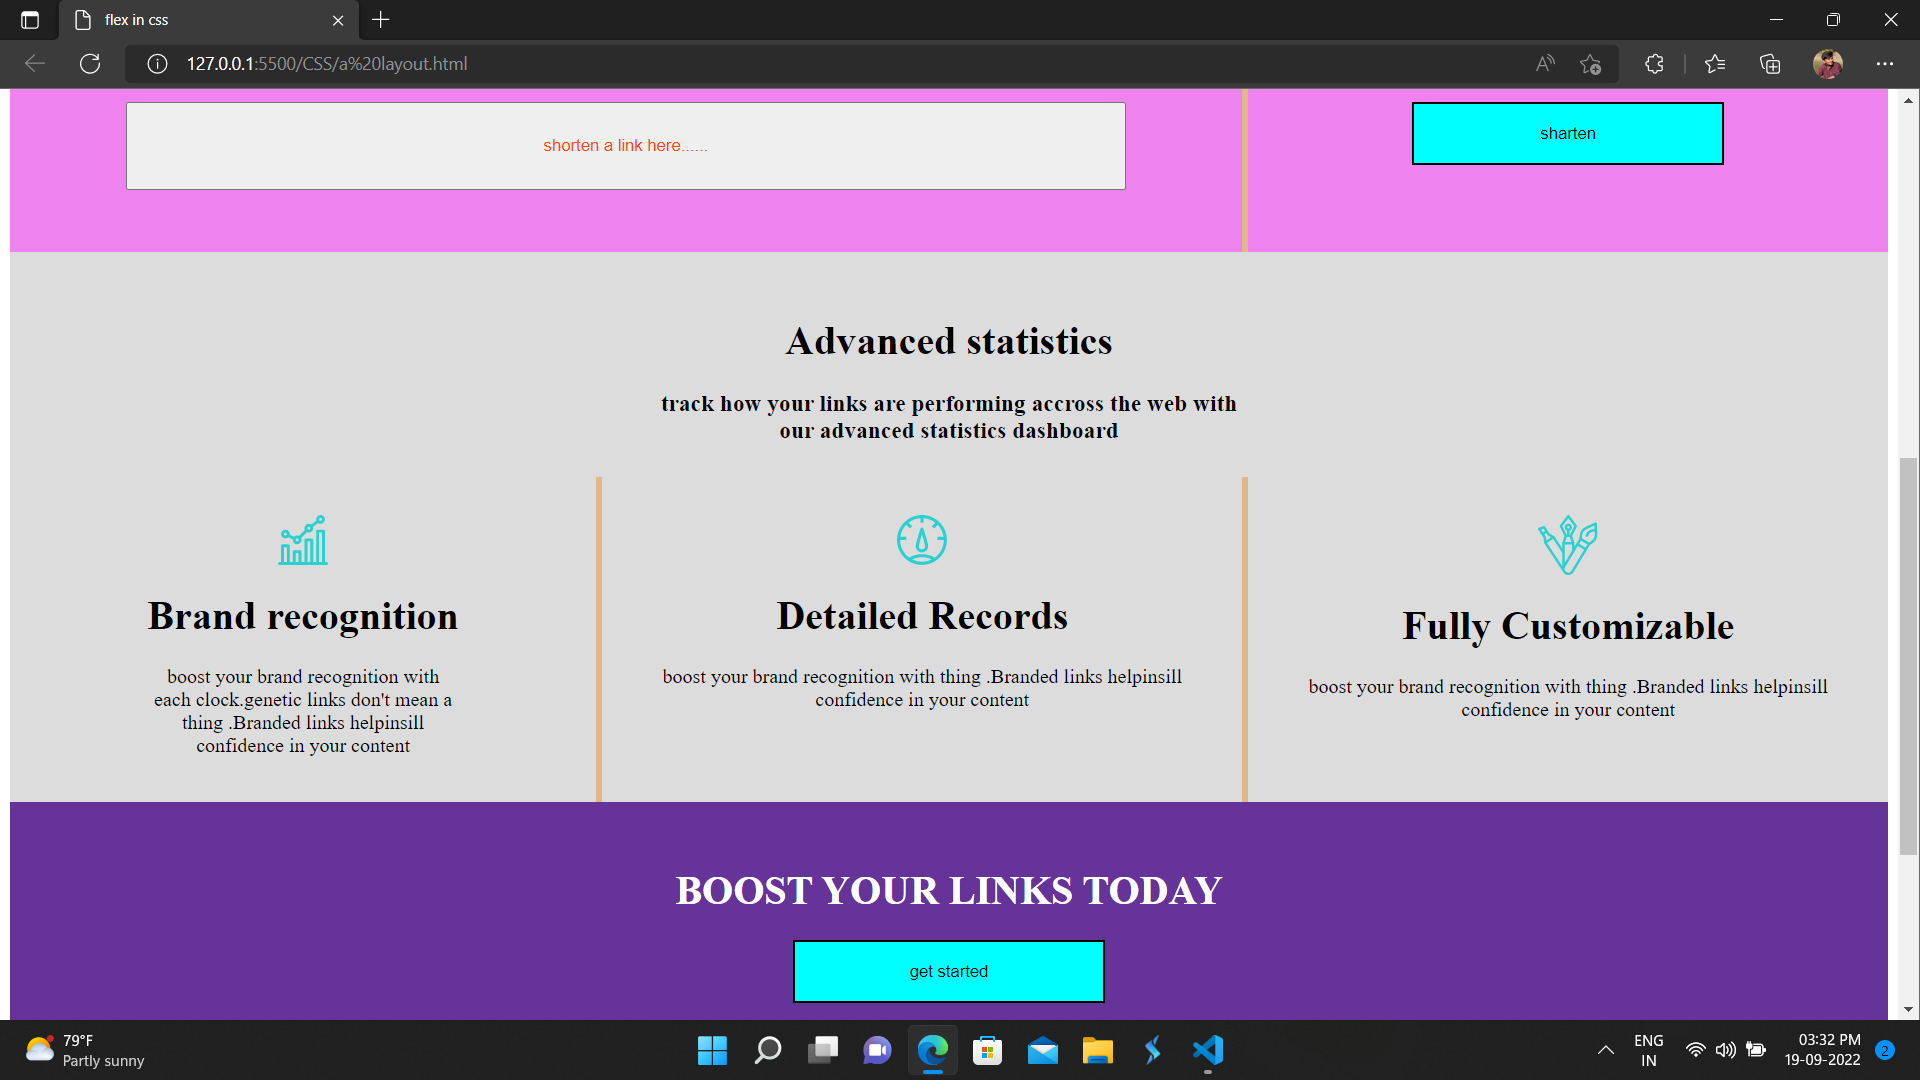 flex in css
127.0.0.1:5500/CSS/a%20layout.html
shorten a link here......
sharten
Advanced statistics
track how your links are performing accross the web with
our advanced statistics dashboard
Brand recognition
boost your brand recognition with
each clock.genetic links don't mean a
thing .Branded links helpinsill
confidence in your content
Detailed Records
boost your brand recognition with thing .Branded links helpinsill
confidence in your content
Fully Customizable
boost your brand recognition with thing .Branded links helpinsill
confidence in your content
BOOST YOUR LINKS TODAY
get started
79°F
Partly sunny
ENG
IN
03:32 PM
19-09-2022
2